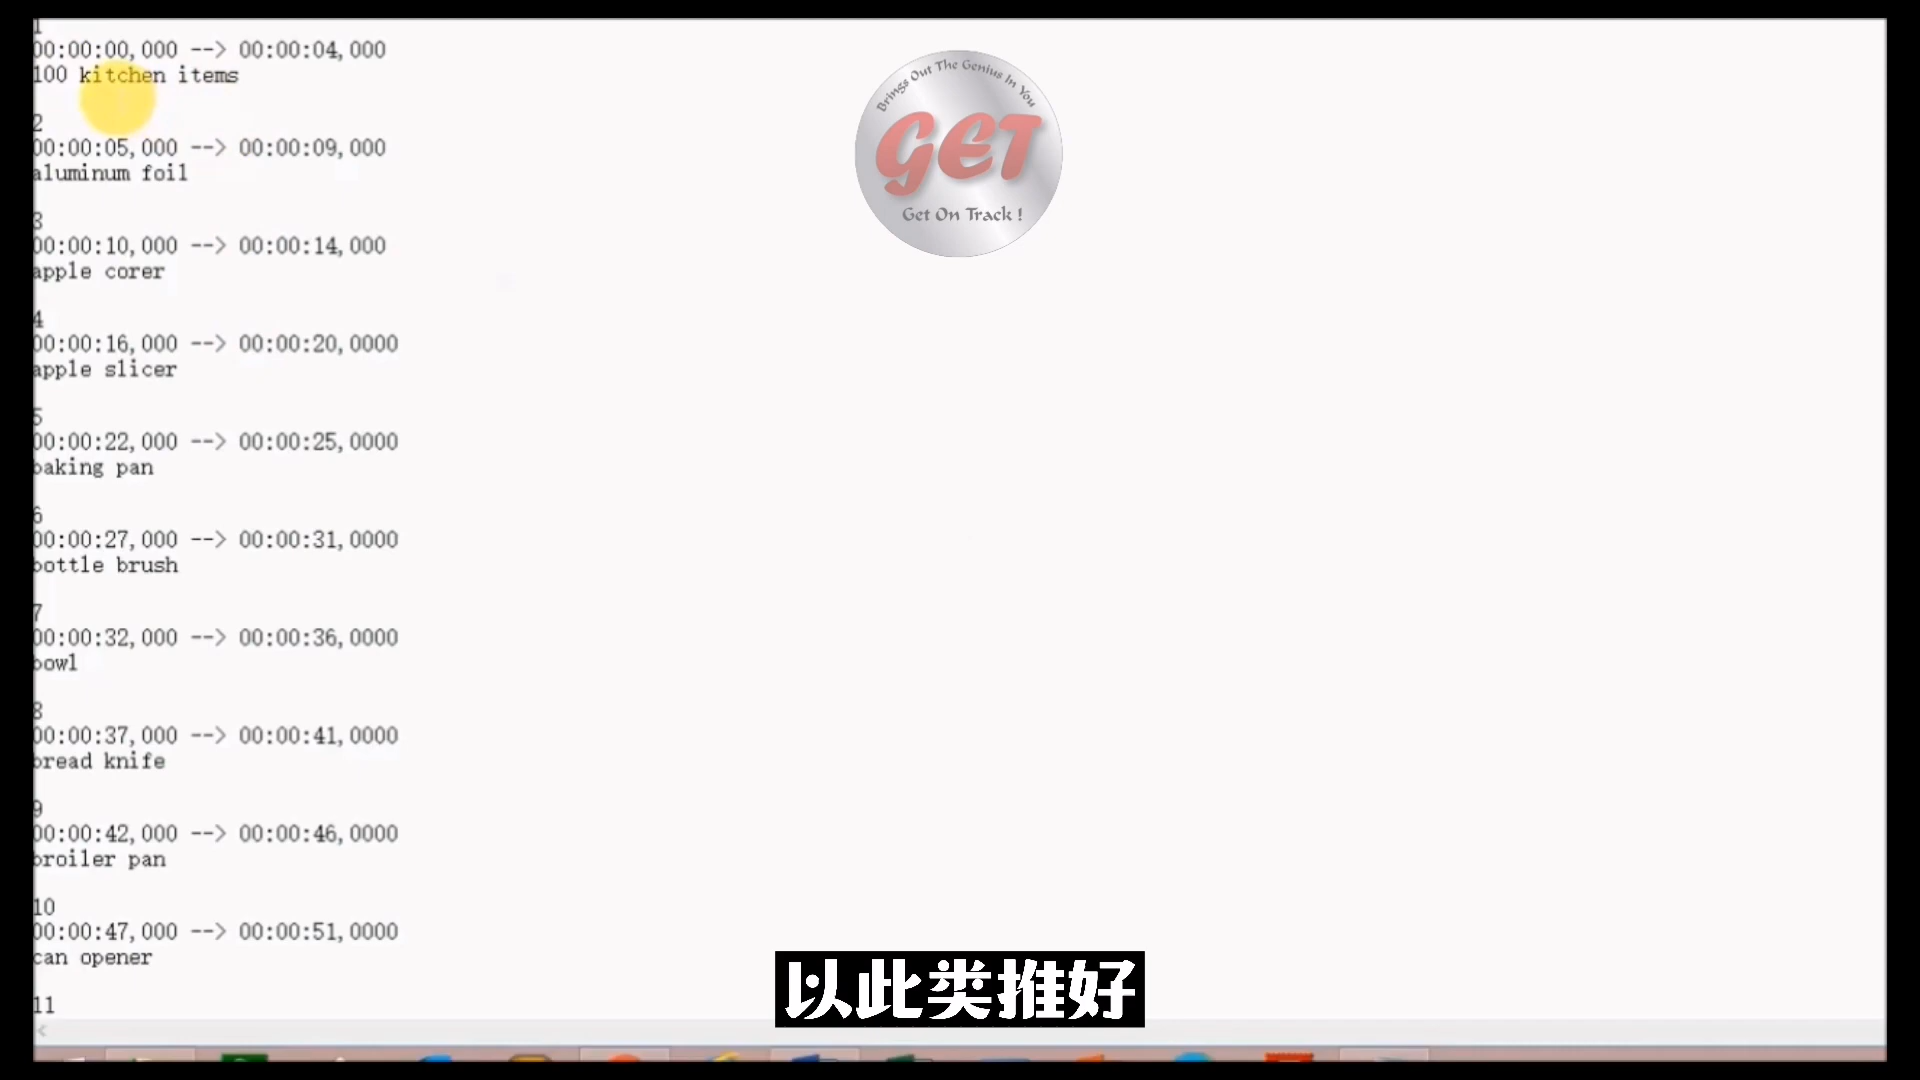 1
00:00:00,000 --> 00:00:04,000
100 kitchen items
2
00:00:05,000 --> 00:00:09,000
aluminum foil
3
00:00:10,000 --> 00:00:14,000
apple corer
4
00:00:16,000 --> 00:00:20,0000
apple slicer
5
00:00:22,000 --> 00:00:25,0000
baking pan
6
00:00:27,000 --> 00:00:31,0000
bottle brush
7
00:00:32,000 --> 00:00:36,0000
bowl
8
00:00:37,000 --> 00:00:41,0000
bread knife
9
00:00:42,000 --> 00:00:46,0000
broiler pan
10
00:00:47,000 --> 00:00:51,0000
can opener
11
Brings Out The Genius In You
GET
Get On Track !
以此类推好